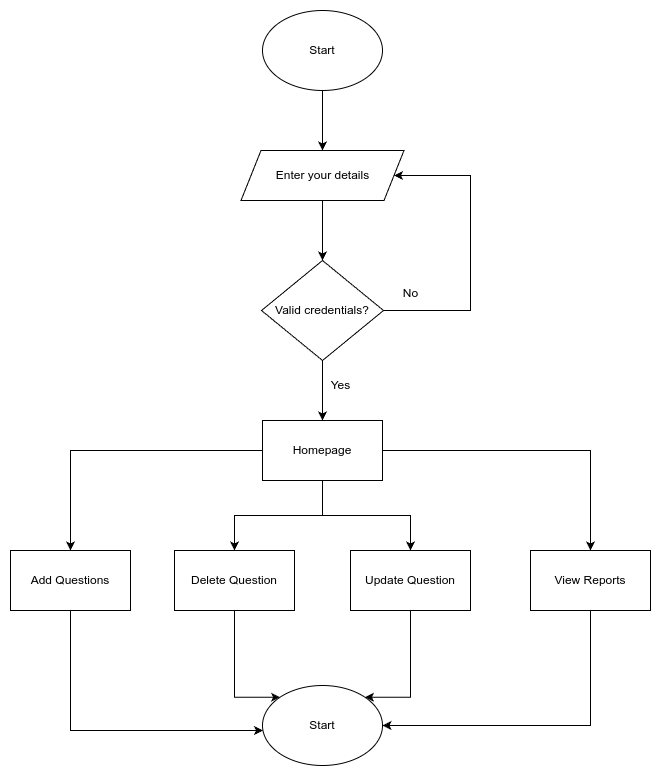 Start
Enter your details
Valid credentials?
No
Yes
Homepage
Add Questions
Delete Question
Update Question
View Reports
Start